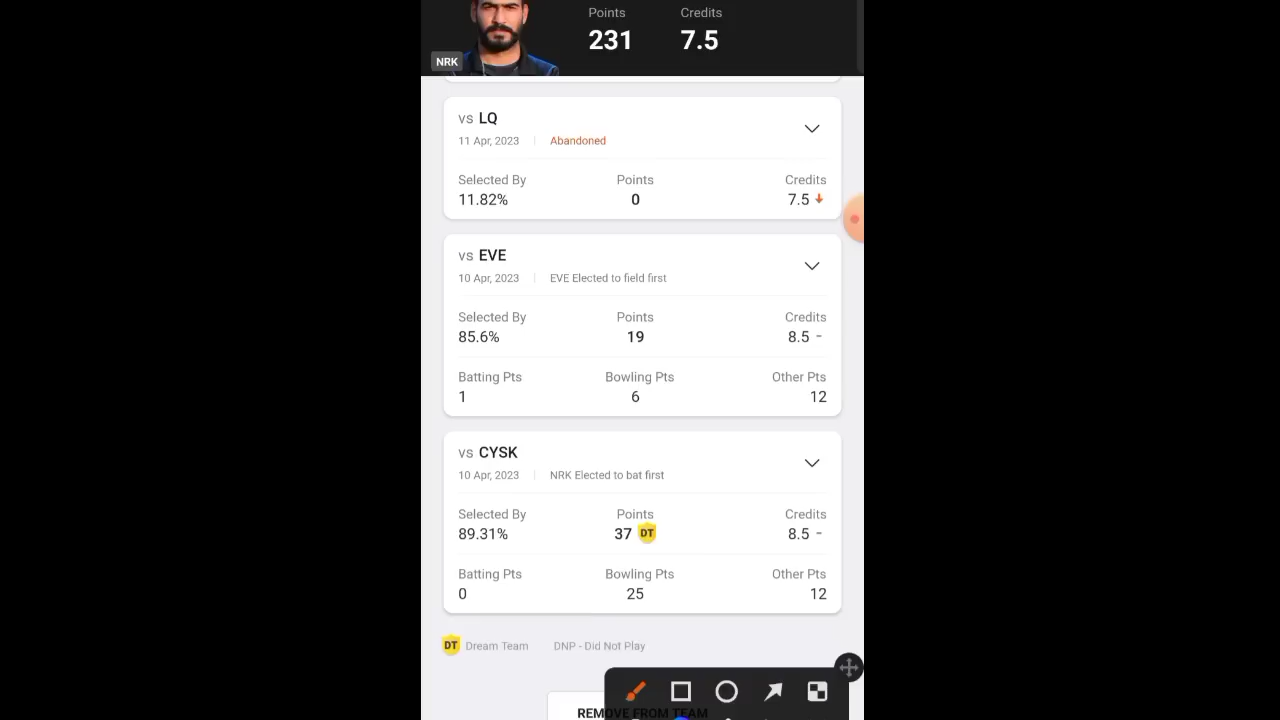 Points Credits
231 7.5
NRK
vs LQ
11 Apr, 2023 Abandoned
Selected By Points Credits
11.82% 0 7.5
vs EVE
10 Apr, 2023 EVE Elected to field first
Selected By Points Credits
85.6% 19 8.5 -
Batting Pts Bowling Pts Other Pts
1 6 12
vs CYSK
10 Apr, 2023 NRK Elected to bat first
Selected By Points Credits
89.31% 37 DT 8.5 -
Batting Pts Bowling Pts Other Pts
0 25 12
DT Dream Team DNP - Did Not Play
REMOVE FROM TEAM